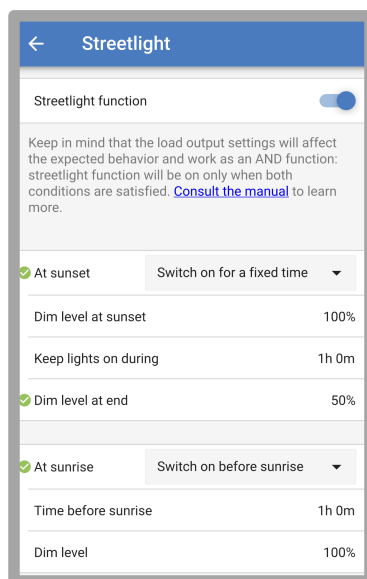 Streetlight
Streetlight function
Keep in mind that the load output settings will affect
the expected behavior and work as an AND function:
streetlight function will be on only when both
conditions are satisfied. Consult the manual to learn
more.
At sunset Switch on for a fixed time
Dim level at sunset 100%
Keep lights on during 1h 0m
Dim level at end 50%
At sunrise Switch on before sunrise
Time before sunrise 1h 0m
Dim level 100%